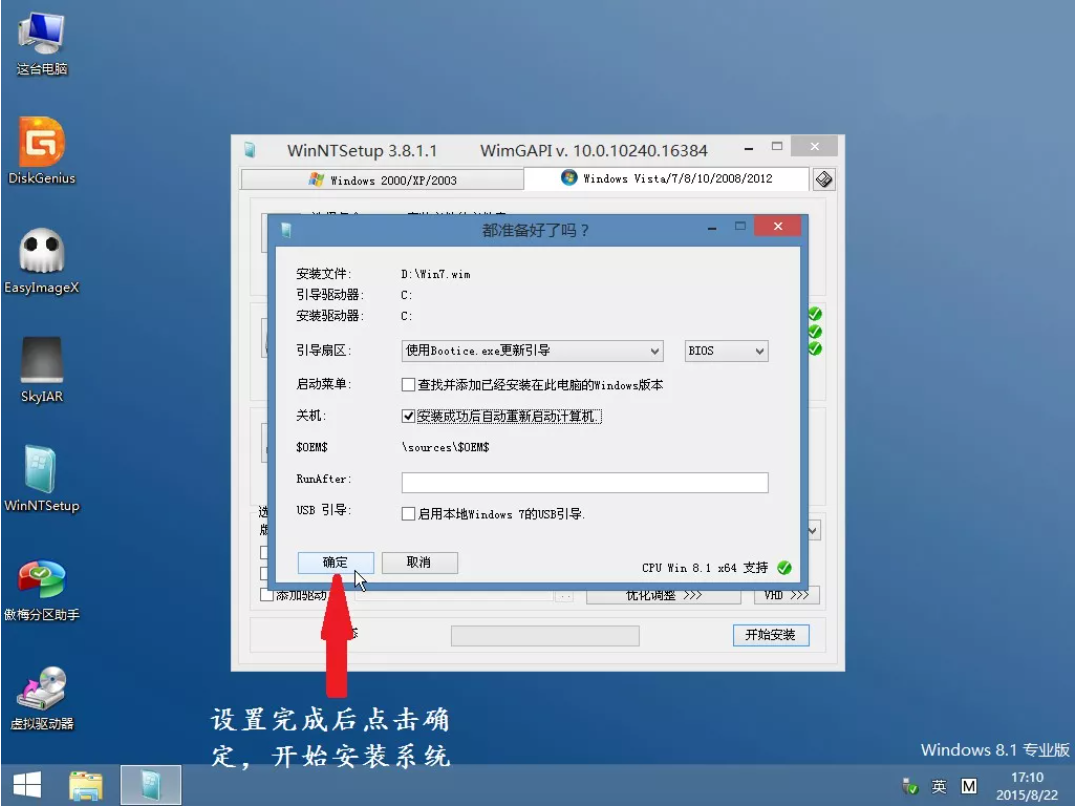 这台电脑
DiskGenius
EasyImageX
SkyIAR
WinNTSetup
傲梅分区助手
虚拟驱动器
WinNTSetup 3.8.1.1 WimGAPI v. 10.0.10240.16384
Windows 2000/XP/2003
Windows Vista/7/8/10/2008/2012
都准备好了吗？
安装文件: D:\Win7.wim
引导驱动器: C:
安装驱动器: C:
引导扇区: 使用Bootice.exe更新引导 BIOS
启动菜单: 查找并添加已经安装在此电脑的Windows版本
关机: 安装成功后自动重新启动计算机.
$OEM$ \sources\$OEM$
RunAfter:
USB 引导: 启用本地Windows 7的USB引导.
确定 取消
CPU Win 8.1 x64 支持
选
版
添加驱动
优化调整 >>> VHD >>>
开始安装
设置完成后点击确
定，开始安装系统
Windows 8.1 专业版
英 M
17:10
2015/8/22